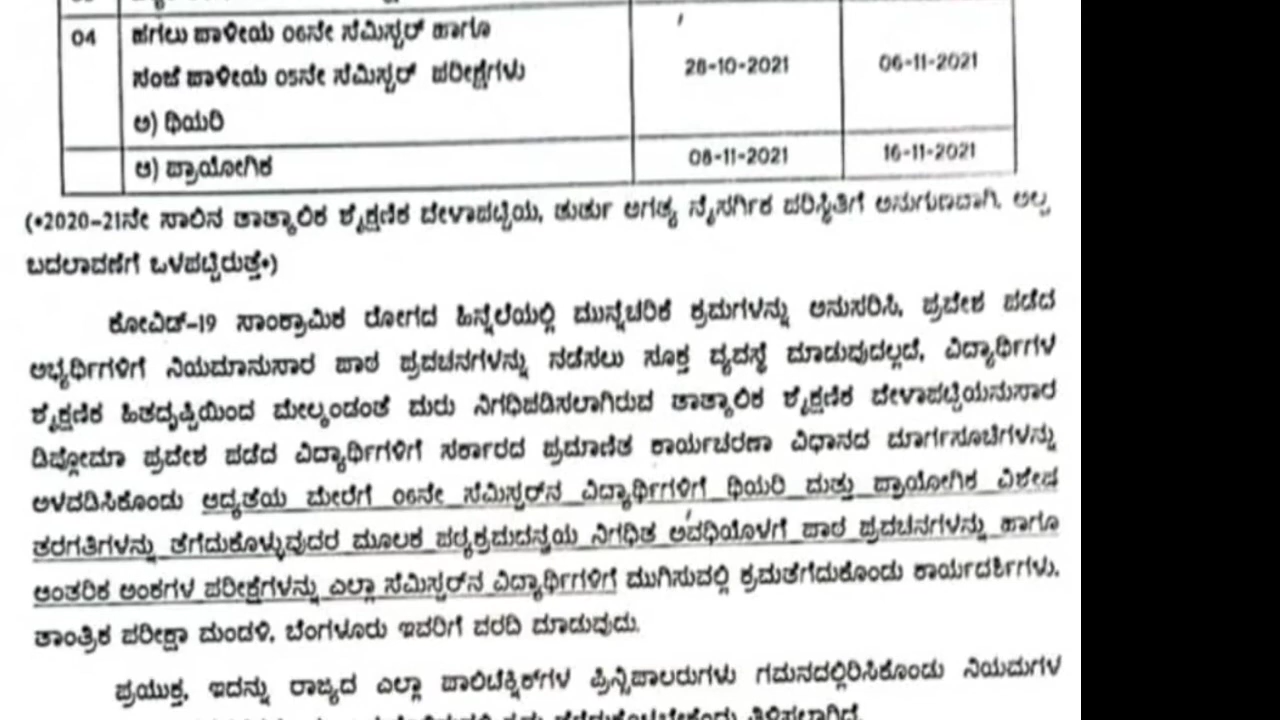 04 ಹಗಲು ಪಾಳಿಯ 06ನೇ ಸೆಮಿಸ್ಟರ್ ಹಾಗೂ
ಸಂಜೆ ಪಾಳಿಯ 05ನೇ ಸೆಮಿಸ್ಟರ್ ಪರೀಕ್ಷೆಗಳು 28-10-2021 06-11-2021
ಅ) ಥಿಯರಿ
ಆ) ಪ್ರಾಯೋಗಿಕ 08-11-2021 16-11-2021
(*2020-21ನೇ ಸಾಲಿನ ತಾತ್ಕಾಲಿಕ ಶೈಕ್ಷಣಿಕ ವೇಳಾಪಟ್ಟಿಯು, ತುರ್ತು ಅಗತ್ಯ ನೈಸರ್ಗಿಕ ಪರಿಸ್ಥಿತಿಗೆ ಅನುಗುಣವಾಗಿ, ಅಲ್ಪ
ಬದಲಾವಣೆಗೆ ಒಳಪಟ್ಟಿರುತ್ತೆ*)
ಕೋವಿಡ್-19 ಸಾಂಕ್ರಾಮಿಕ ರೋಗದ ಹಿನ್ನೆಲೆಯಲ್ಲಿ ಮುನ್ನೆಚರಿಕೆ ಕ್ರಮಗಳನ್ನು ಅನುಸರಿಸಿ, ಪ್ರವೇಶ ಪಡೆದ
ಅಭ್ಯರ್ಥಿಗಳಿಗೆ ನಿಯಮಾನುಸಾರ ಪಾಠ ಪ್ರವಚನಗಳನ್ನು ನಡೆಸಲು ಸೂಕ್ತ ವ್ಯವಸ್ಥೆ ಮಾಡುವುದಲ್ಲದೆ, ವಿದ್ಯಾರ್ಥಿಗಳ
ಶೈಕ್ಷಣಿಕ ಹಿತದೃಷ್ಟಿಯಿಂದ ಮೇಲ್ಕಂಡಂತೆ ಮರು ನಿಗಧಿಪಡಿಸಲಾಗಿರುವ ತಾತ್ಕಾಲಿಕ ಶೈಕ್ಷಣಿಕ ವೇಳಾಪಟ್ಟಿಯನುಸಾರ
ಡಿಪ್ಲೋಮಾ ಪ್ರವೇಶ ಪಡೆದ ವಿದ್ಯಾರ್ಥಿಗಳಿಗೆ ಸರ್ಕಾರದ ಪ್ರಮಾಣಿತ ಕಾರ್ಯಚರಣಾ ವಿಧಾನದ ಮಾರ್ಗಸೂಚಿಗಳನ್ನು
ಅಳವಡಿಸಿಕೊಂಡು ಆದ್ಯತೆಯ ಮೇರೆಗೆ 06ನೇ ಸೆಮಿಸ್ಟರ್‌ನ ವಿದ್ಯಾರ್ಥಿಗಳಿಗೆ ಥಿಯರಿ ಮತ್ತು ಪ್ರಾಯೋಗಿಕ ವಿಶೇಷ
ತರಗತಿಗಳನ್ನು ತೆಗೆದುಕೊಳ್ಳುವುದರ ಮೂಲಕ ಪಠ್ಯಕ್ರಮದನ್ವಯ ನಿಗಧಿತ ಅವಧಿಯೊಳಗೆ ಪಾಠ ಪ್ರವಚನಗಳನ್ನು ಹಾಗೂ
ಆಂತರಿಕ ಅಂಕಗಳ ಪರೀಕ್ಷೆಗಳನ್ನು ಎಲ್ಲಾ ಸೆಮಿಸ್ಟರ್‌ನ ವಿದ್ಯಾರ್ಥಿಗಳಿಗೆ ಮುಗಿಸುವಲ್ಲಿ ಕ್ರಮತೆಗೆದುಕೊಂಡು ಕಾರ್ಯದರ್ಶಿಗಳು,
ತಾಂತ್ರಿಕ ಪರೀಕ್ಷಾ ಮಂಡಳಿ, ಬೆಂಗಳೂರು ಇವರಿಗೆ ವರದಿ ಮಾಡುವುದು.
ಪ್ರಯುಕ್ತ, ಇದನ್ನು ರಾಜ್ಯದ ಎಲ್ಲಾ ಪಾಲಿಟೆಕ್ನಿಕ್‌ಗಳ ಪ್ರಿನ್ಸಿಪಾಲರುಗಳು ಗಮನದಲ್ಲಿರಿಸಿಕೊಂಡು ನಿಯಮಗಳ